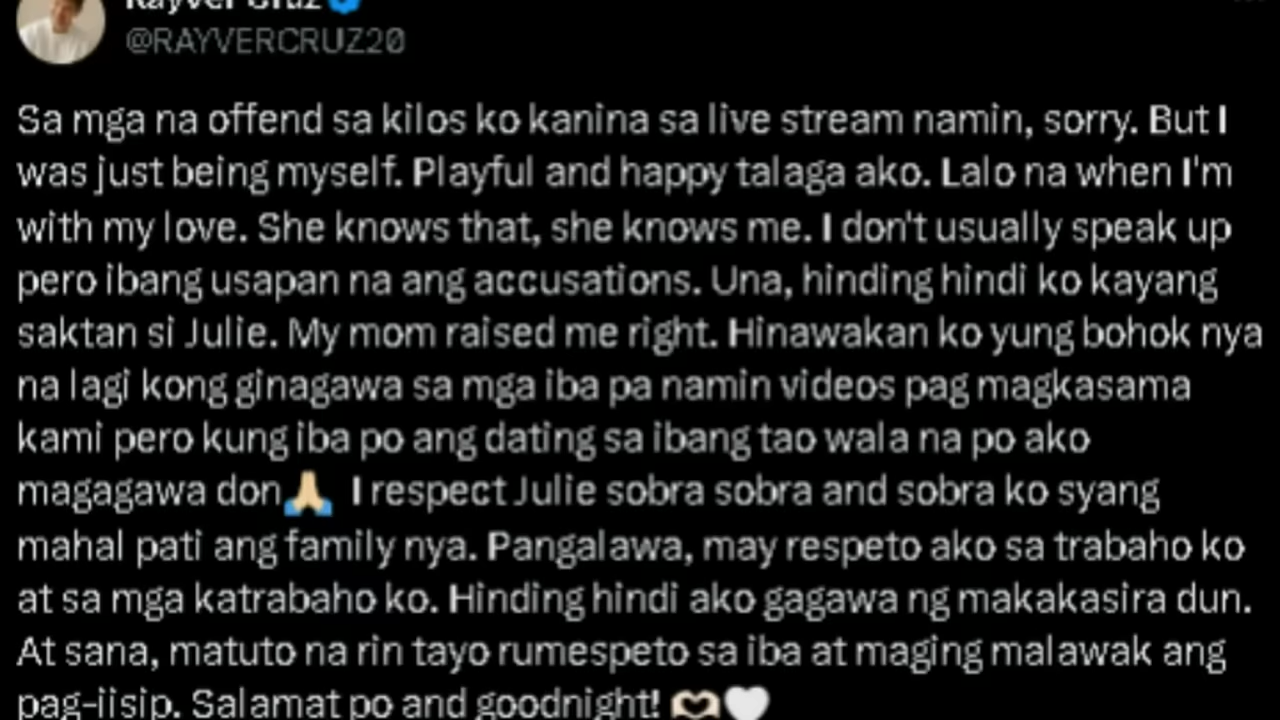 Rayver Cruz
@RAYVERCRUZ20
Sa mga na offend sa kilos ko kanina sa live stream namin, sorry. But I
was just being myself. Playful and happy talaga ako. Lalo na when I'm
with my love. She knows that, she knows me. I don't usually speak up
pero ibang usapan na ang accusations. Una, hinding hindi ko kayang
saktan si Julie. My mom raised me right. Hinawakan ko yung bohok nya
na lagi kong ginagawa sa mga iba pa namin videos pag magkasama
kami pero kung iba po ang dating sa ibang tao wala na po ako
magagawa don🙏🏼 I respect Julie sobra sobra and sobra ko syang
mahal pati ang family nya. Pangalawa, may respeto ako sa trabaho ko
at sa mga katrabaho ko. Hinding hindi ako gagawa ng makakasira dun.
At sana, matuto na rin tayo rumespeto sa iba at maging malawak ang
pag-iisip. Salamat po and goodnight! 🫶🏼🤍